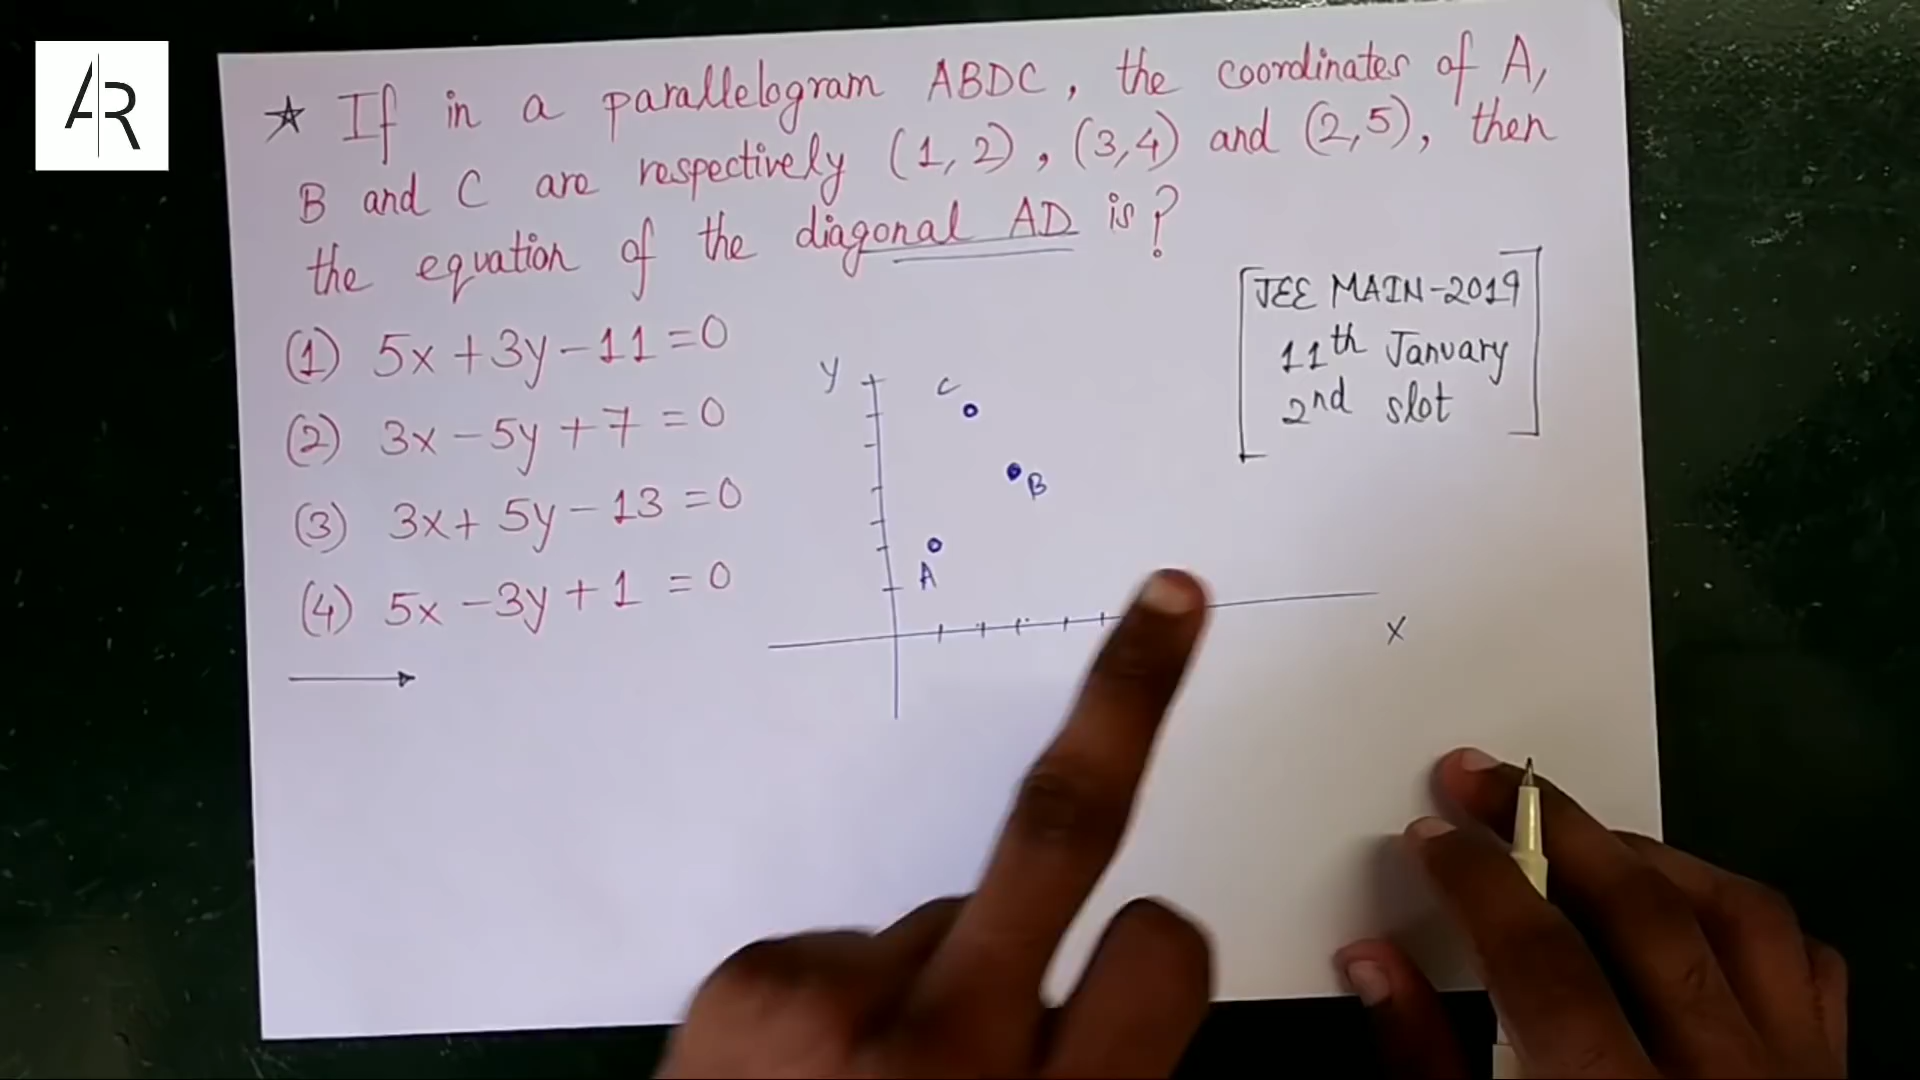 AR
☆ If in a parallelogram ABDC, the coordinates of A,
B and C are respectively (1,2), (3,4) and (2,5), then
the equation of the diagonal AD is?
[JEE MAIN-2019
11th January
2nd slot]
(1) 5x+3y-11=0
(2) 3x-5y+7=0
(3) 3x+5y-13=0
(4) 5x-3y+1=0
y
C
B
A
X